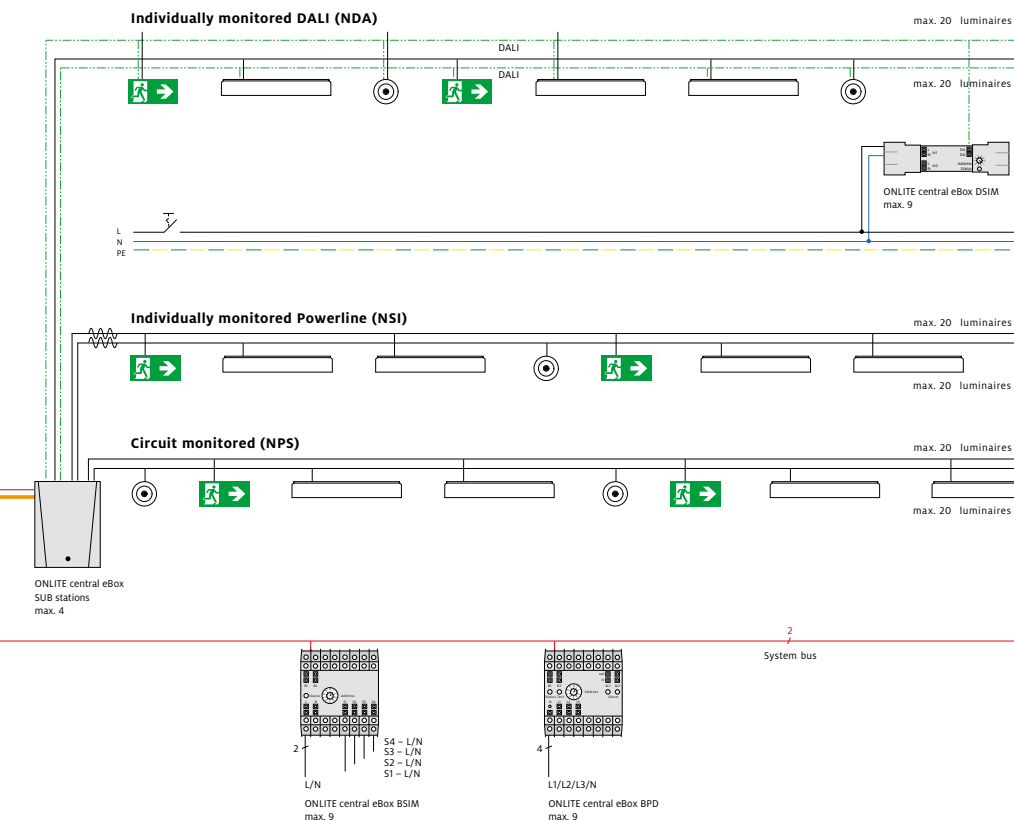 Individually monitored DALI (NDA)
max. 20 luminaires
DALI
DALI
max. 20 luminaires
ONLITE central eBox DSIM
max. 9
L
N
PE
Individually monitored Powerline (NSI)
max. 20 luminaires
max. 20 luminaires
Circuit monitored (NPS)
max. 20 luminaires
max. 20 luminaires
ONLITE central eBox
SUB stations
max. 4
2
System bus
2
S4 – L/N
S3 – L/N
S2 – L/N
S1 – L/N
L/N
ONLITE central eBox BSIM
max. 9
4
L1/L2/L3/N
ONLITE central eBox BPD
max. 9